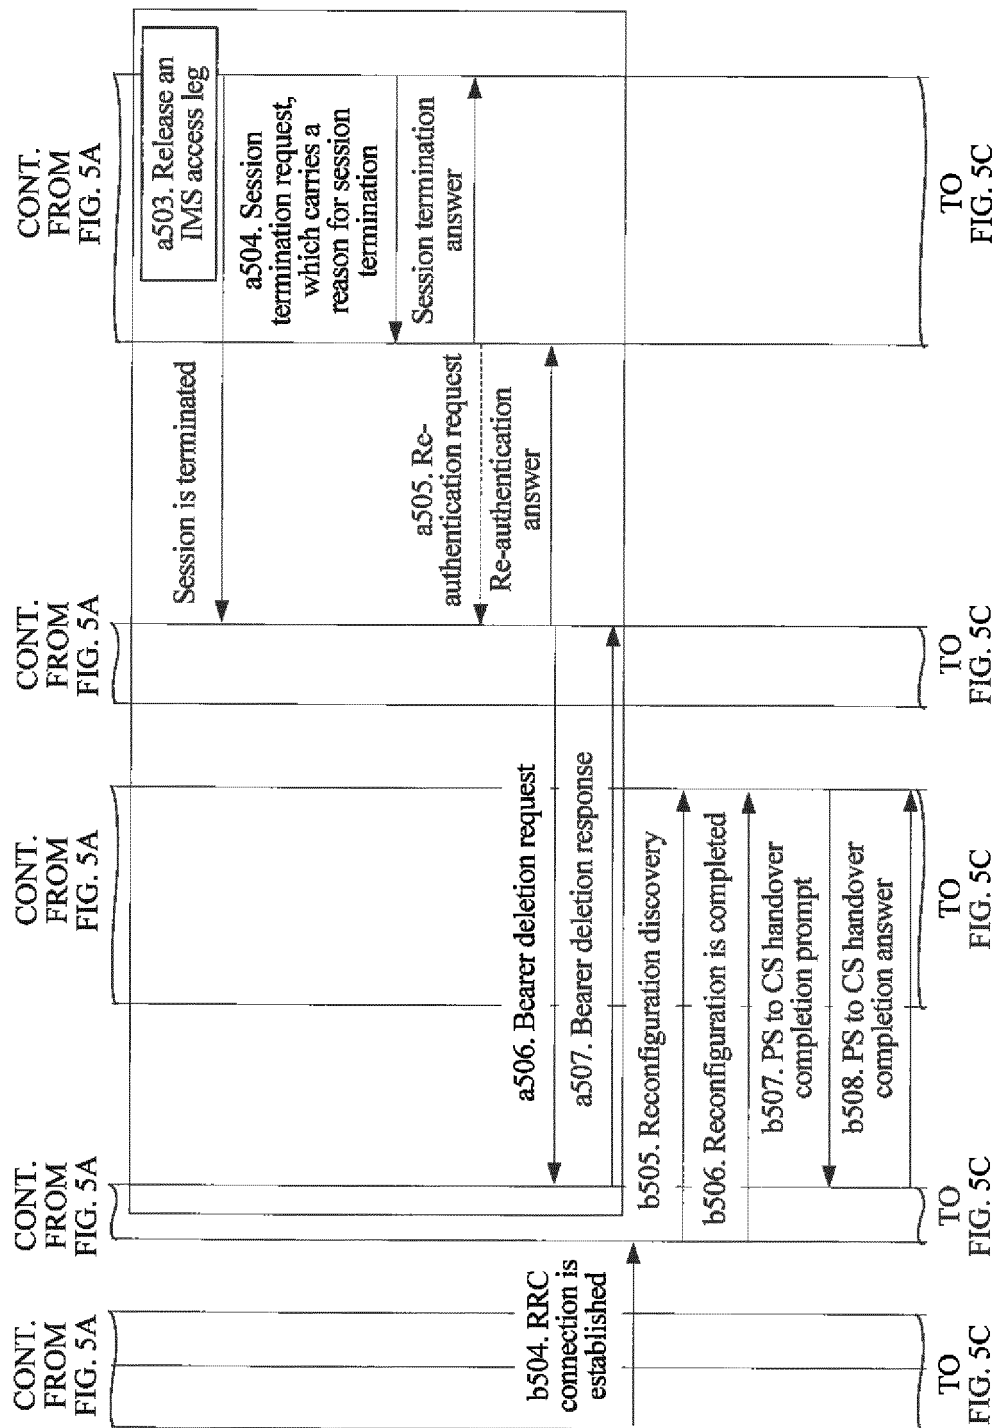 CONT.
FROM
FIG. 5A
CONT.
FROM
FIG. 5A
CONT.
FROM
FIG. 5A
CONT.
FROM
FIG. 5A
CONT.
FROM
FIG. 5A
a503. Release an
IMS access leg
Session is terminated
a504. Session
termination request,
which carries a
reason for session
termination
Session termination
answer
a505. Re-
authentication request
Re-authentication
answer
a506. Bearer deletion request
a507. Bearer deletion response
b504. RRC
connection is
established
b505. Reconfiguration discovery
b506. Reconfiguration is completed
b507. PS to CS handover
completion prompt
b508. PS to CS handover
completion answer
TO
FIG. 5C
TO
FIG. 5C
TO
FIG. 5C
TO
FIG. 5C
TO
FIG. 5C